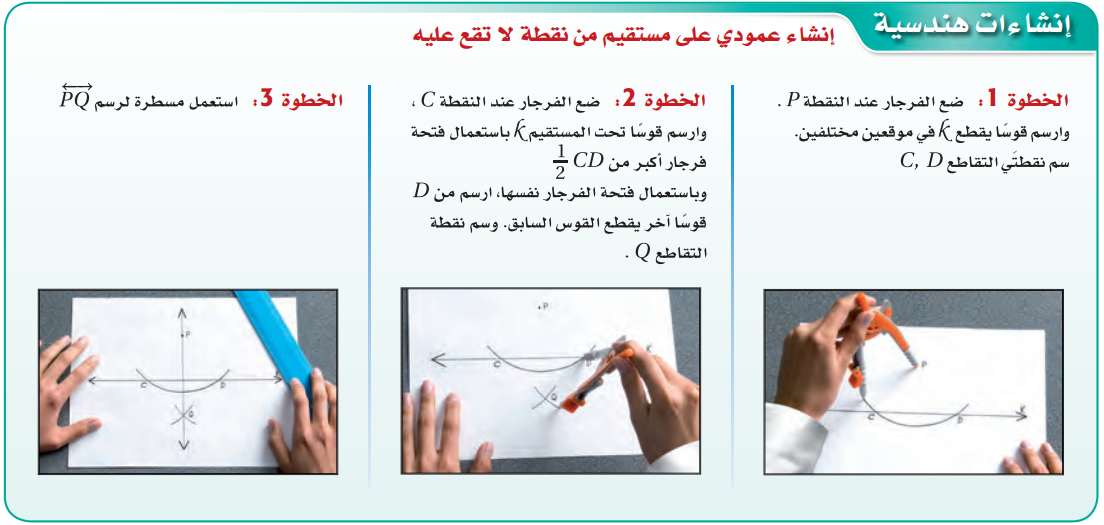 إنشاءات هندسية
إنشاء عمودي على مستقيم من نقطة لا تقع عليه
الخطوة 1: ضع الفرجار عند النقطة P .
وارسم قوسًا يقطع k في موقعين مختلفين.
سم نقطتَي التقاطع C, D
الخطوة 2: ضع الفرجار عند النقطة C ،
وارسم قوسًا تحت المستقيم k باستعمال فتحة
فرجار أكبر من 1/2 CD
وباستعمال فتحة الفرجار نفسها، ارسم من D
قوسًا آخر يقطع القوس السابق. وسم نقطة
التقاطع Q .
الخطوة 3: استعمل مسطرة لرسم PQ
P
C
D
K
P
C
D
K
Q
P
C
D
Q